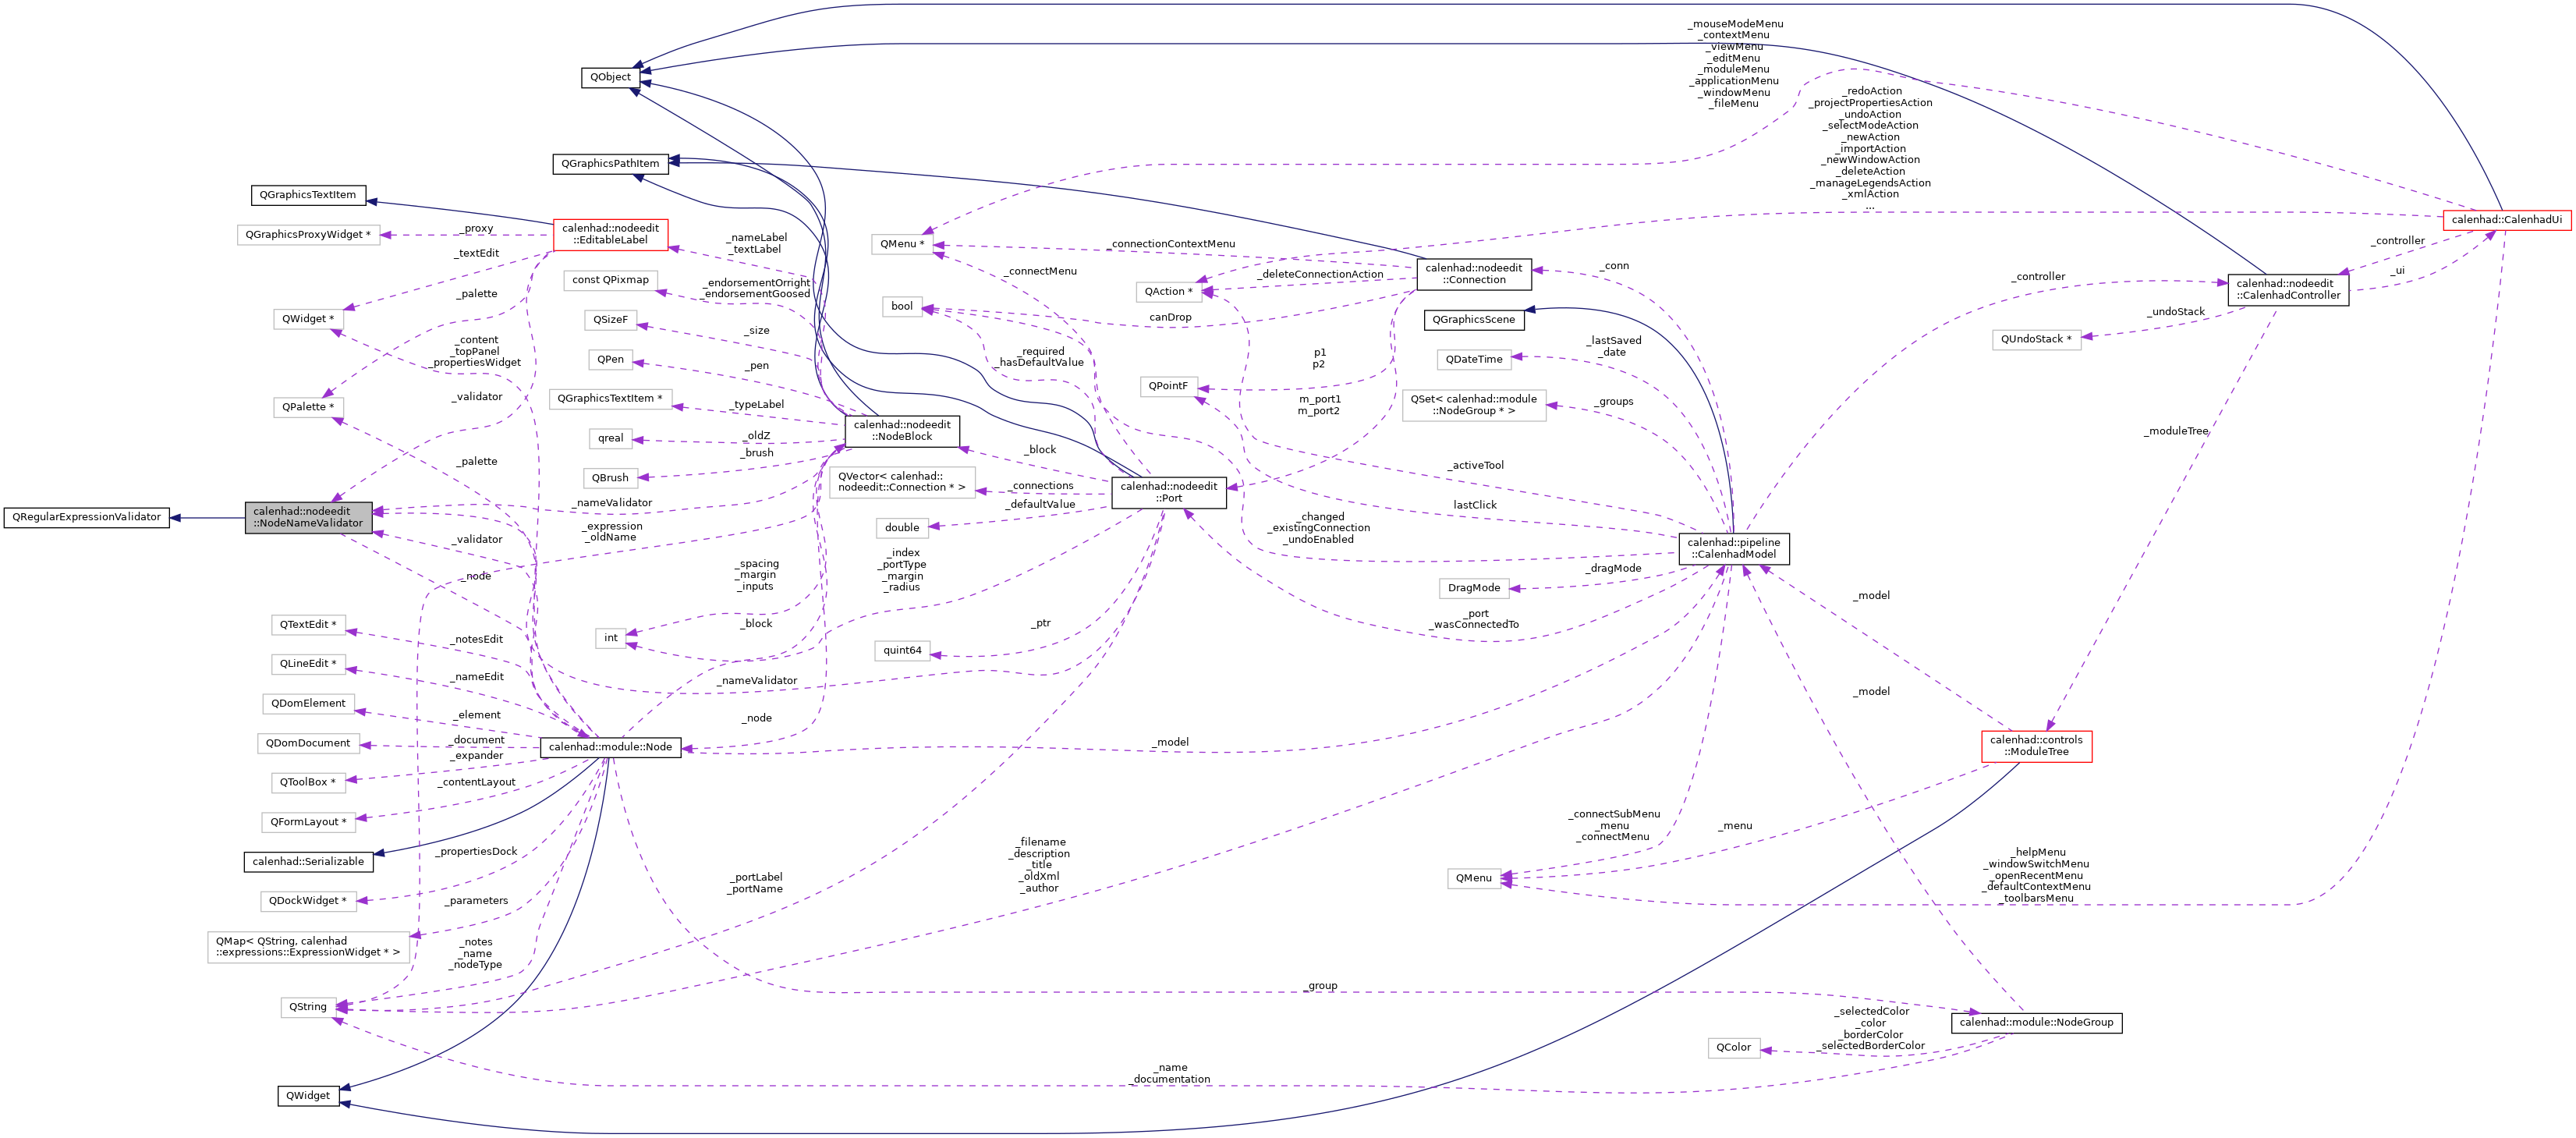 _mouseModeMenu
_contextMenu
_viewMenu
_editMenu
_moduleMenu
_applicationMenu
_windowMenu
_fileMenu
QObject
_redoAction
_projectPropertiesAction
_undoAction
_selectModeAction
_newAction
_importAction
_newWindowAction
_deleteAction
_manageLegendsAction
_xmlAction
...
QGraphicsPathItem
QGraphicsTextItem
calenhad::CalenhadUi
QGraphicsProxyWidget *
_proxy
calenhad::nodeedit
::EditableLabel
_nameLabel
_textLabel
QMenu *
_connectionContextMenu
_controller
_textEdit
_connectMenu
_deleteConnectionAction
calenhad::nodeedit
::Connection
_conn
_controller
_ui
const QPixmap
_endorsementOrright
_endorsementGoosed
QAction *
calenhad::nodeedit
::CalenhadController
_palette
bool
canDrop
QWidget *
QSizeF
_size
QGraphicsScene
_undoStack
QUndoStack *
_content
_topPanel
_propertiesWidget
QPen
_pen
_required
_hasDefaultValue
p1
p2
QDateTime
_lastSaved
_date
QPointF
QPalette *
_validator
QGraphicsTextItem *
_typeLabel
m_port1
m_port2
QSet< calenhad::module
::NodeGroup * >
_groups
qreal
_oldZ
calenhad::nodeedit
::NodeBlock
_moduleTree
_palette
QBrush
_brush
_block
_activeTool
QVector< calenhad::
nodeedit::Connection * >
_connections
calenhad::nodeedit
::Port
QRegularExpressionValidator
calenhad::nodeedit
::NodeNameValidator
_nameValidator
_defaultValue
lastClick
_expression
_oldName
double
_changed
_existingConnection
_undoEnabled
_validator
calenhad::pipeline
::CalenhadModel
_node
_spacing
_margin
_inputs
_index
_portType
_margin
_radius
_dragMode
DragMode
_model
QTextEdit *
_notesEdit
_block
int
_ptr
_port
_wasConnectedTo
quint64
QLineEdit *
_nameEdit
_nameValidator
_model
QDomElement
_element
_node
QDomDocument
_document
calenhad::module::Node
_model
calenhad::controls
::ModuleTree
QToolBox *
_expander
_contentLayout
QFormLayout *
_connectSubMenu
_menu
_connectMenu
_menu
calenhad::Serializable
_propertiesDock
_filename
_description
_title
_oldXml
_author
_helpMenu
_windowSwitchMenu
_openRecentMenu
_defaultContextMenu
_toolbarsMenu
_portLabel
_portName
QMenu
QDockWidget *
_parameters
QMap< QString, calenhad
::expressions::ExpressionWidget * >
_notes
_name
_nodeType
_group
QString
_selectedColor
_color
_borderColor
_selectedBorderColor
calenhad::module::NodeGroup
QColor
_name
_documentation
QWidget